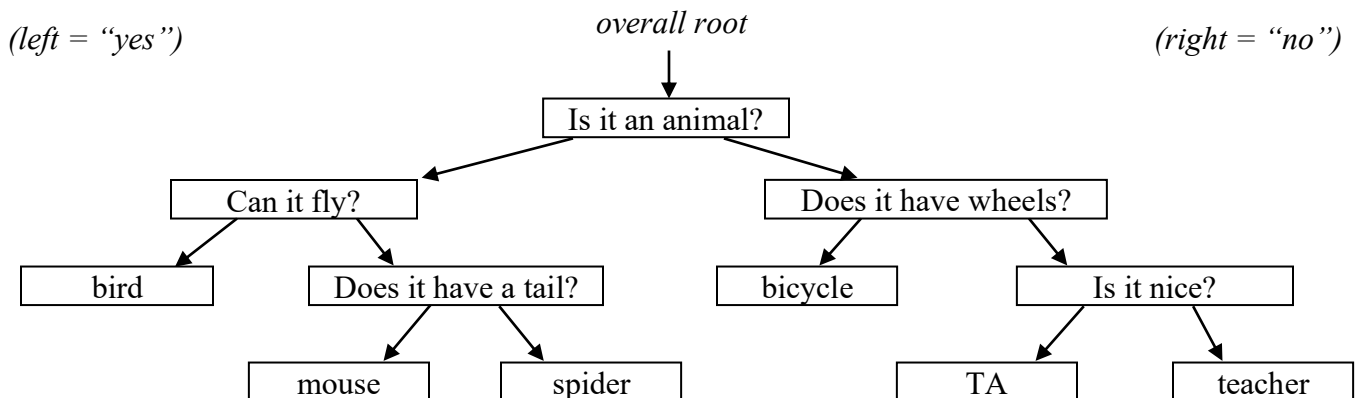 (left = “yes”)
overall root
(right = “no”)
Is it an animal?
Can it fly?
Does it have wheels?
bird
Does it have a tail?
bicycle
Is it nice?
mouse
spider
TA
teacher